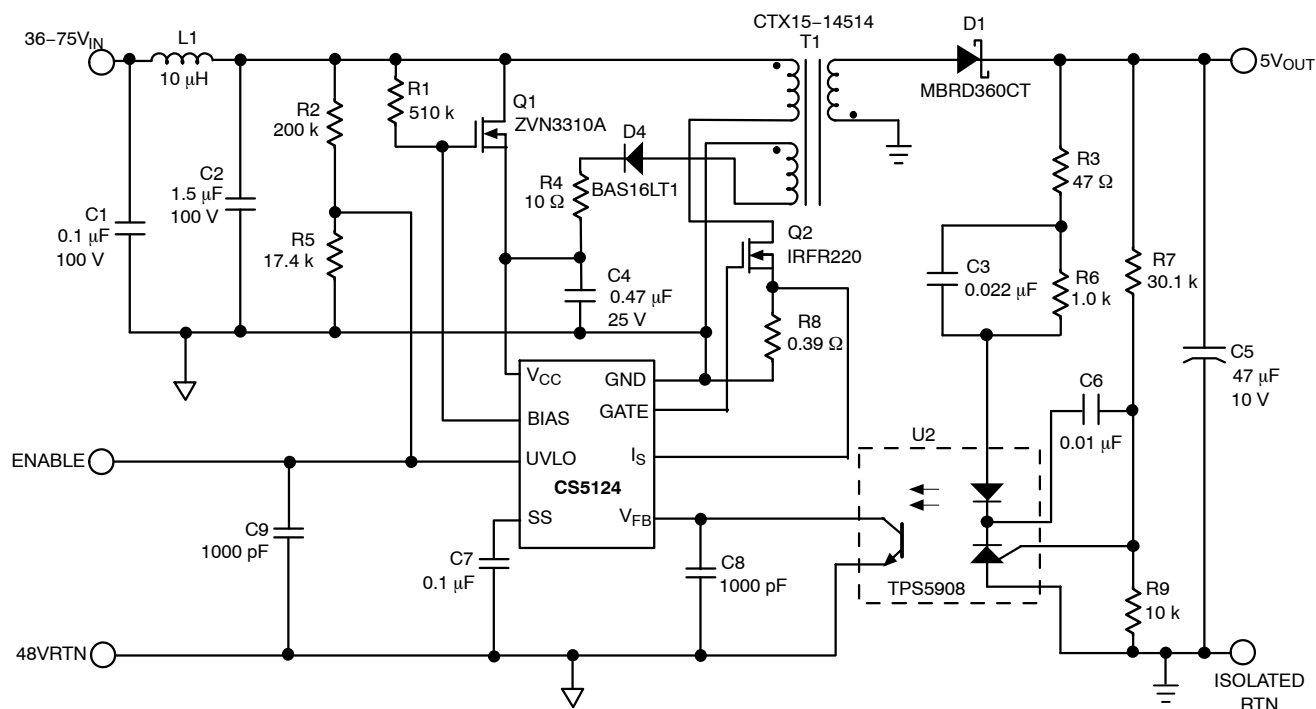 CTX15−14514
T1
D1
36−75VIN
L1
10 μH
5VOUT
MBRD360CT
R1
510 k
Q1
ZVN3310A
R2
200 k
D4
BAS16LT1
R3
47 Ω
C2
1.5 μF
100 V
R4
10 Ω
C1
0.1 μF
100 V
R5
17.4 k
Q2
IRFR220
C3
0.022 μF
R6
1.0 k
R7
30.1 k
C4
0.47 μF
25 V
R8
0.39 Ω
C5
47 μF
10 V
VCC
GND
BIAS
GATE
C6
0.01 μF
U2
ENABLE
UVLO
IS
CS5124
SS
VFB
C9
1000 pF
C7
0.1 μF
C8
1000 pF
TPS5908
R9
10 k
48VRTN
ISOLATED
RTN